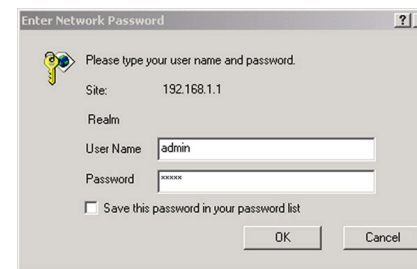 Enter Network Password
?
Please type your user name and password.
Site: 192.168.1.1
Realm
User Name admin
Password xxxxx
Save this password in your password list
OK Cancel